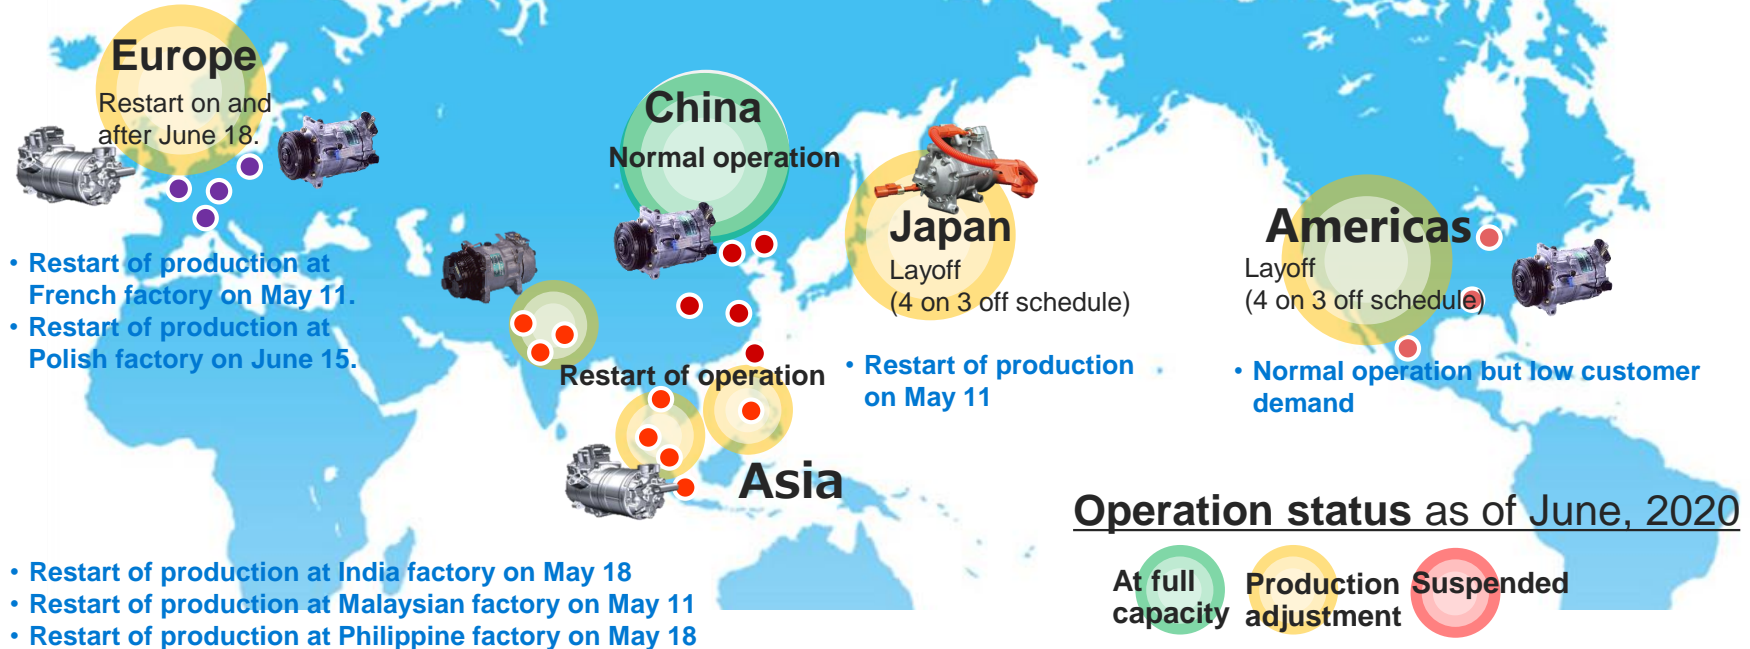 Europe
Restart on and
after June 18.
• Restart of production at
French factory on May 11.
• Restart of production at
Polish factory on June 15.
China
Normal operation
Japan
Layoff
(4 on 3 off schedule)
• Restart of production
on May 11
Americas
Layoff
(4 on 3 off schedule)
• Normal operation but low customer
demand
Restart of operation
Asia
• Restart of production at India factory on May 18
• Restart of production at Malaysian factory on May 11
• Restart of production at Philippine factory on May 18
Operation status as of June, 2020
At full
capacity
Production
adjustment
Suspended